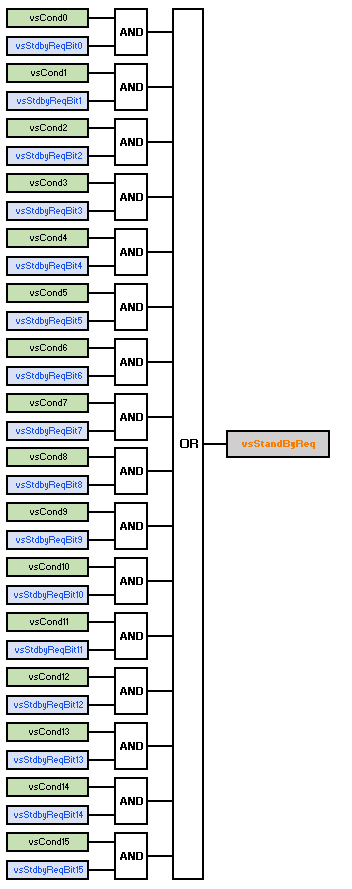 vsCond0
AND
vsStdbyReqBit0
vsCond1
AND
vsStdbyReqBit1
vsCond2
AND
vsStdbyReqBit2
vsCond3
AND
vsStdbyReqBit3
vsCond4
AND
vsStdbyReqBit4
vsCond5
AND
vsStdbyReqBit5
vsCond6
AND
vsStdbyReqBit6
vsCond7
AND
vsStdbyReqBit7
OR
vsStandByReq
vsCond8
AND
vsStdbyReqBit8
vsCond9
AND
vsStdbyReqBit9
vsCond10
AND
vsStdbyReqBit10
vsCond11
AND
vsStdbyReqBit11
vsCond12
AND
vsStdbyReqBit12
vsCond13
AND
vsStdbyReqBit13
vsCond14
AND
vsStdbyReqBit14
vsCond15
AND
vsStdbyReqBit15